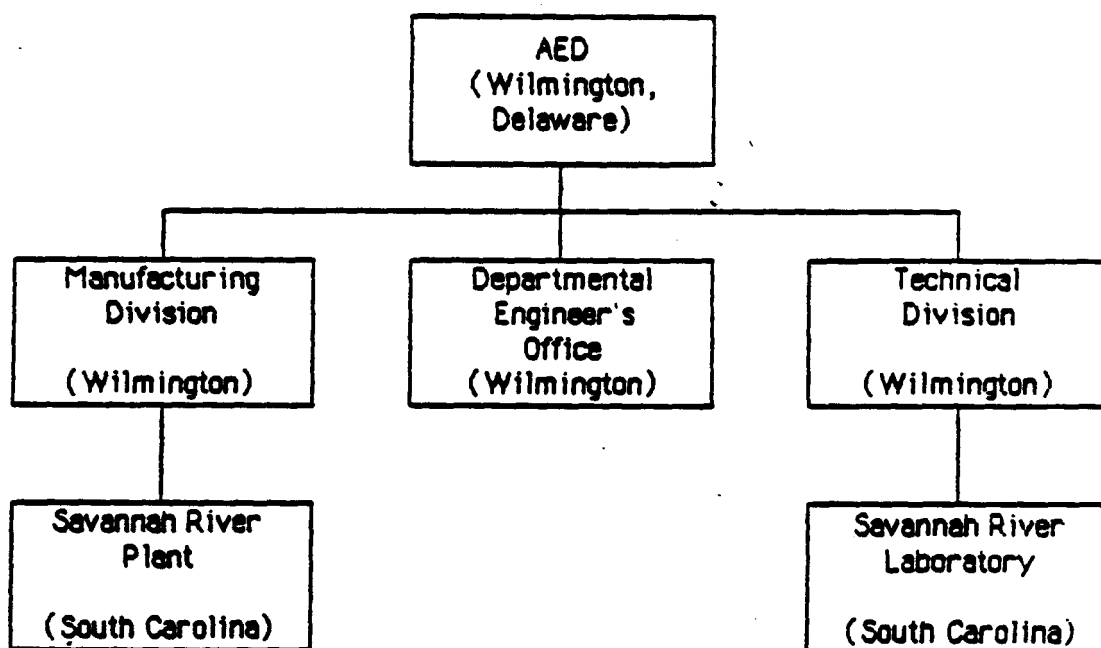 AED
(Wilmington,
Delaware)
Manufacturing
Division
(Wilmington)
Departmental
Engineer's
Office
(Wilmington)
Technical
Division
(Wilmington)
Savannah River
Plant
(South Carolina)
Savannah River
Laboratory
(South Carolina)